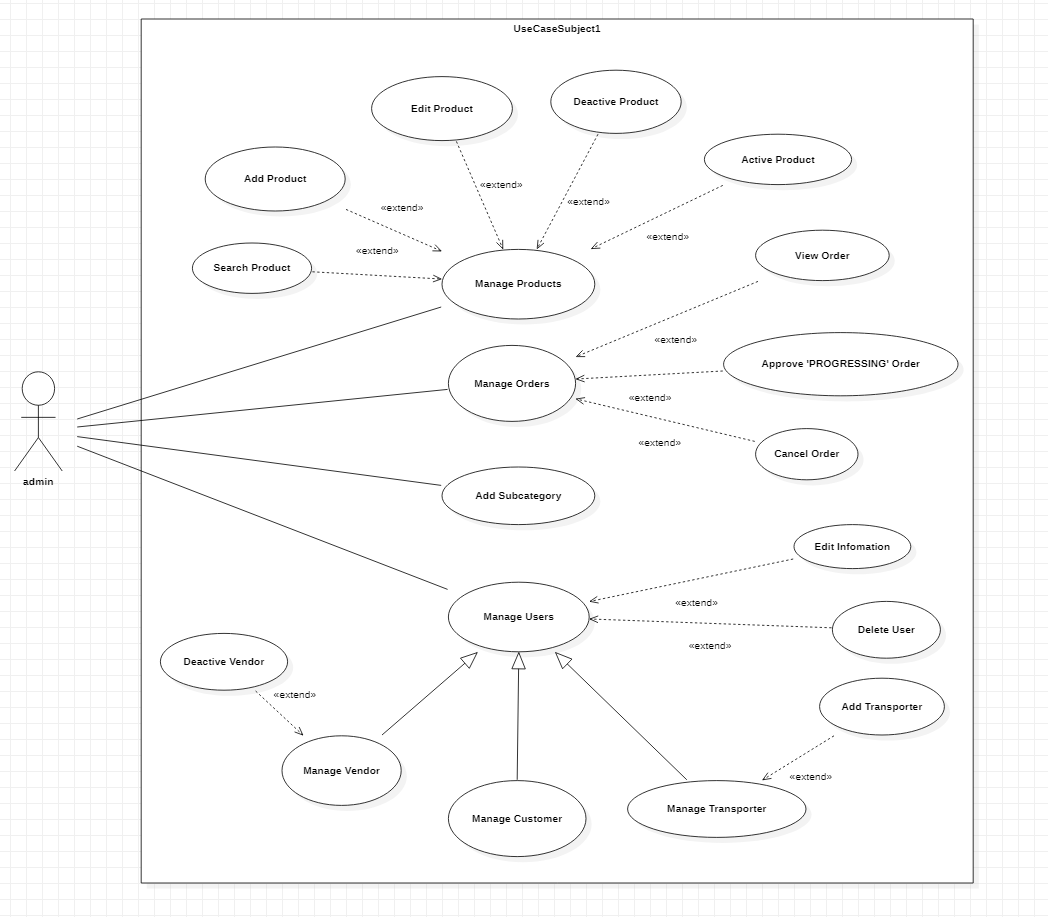 UseCaseSubject1
Edit Product
Deactive Product
Active Product
Add Product
«extend»
«extend»
«extend»
«extend»
«extend»
Search Product
Manage Products
View Order
«extend»
Manage Orders
Approve 'PROGRESSING' Order
«extend»
«extend»
Cancel Order
admin
Add Subcategory
Edit Infomation
«extend»
Manage Users
Delete User
«extend»
Deactive Vendor
«extend»
Add Transporter
«extend»
Manage Vendor
Manage Customer
Manage Transporter